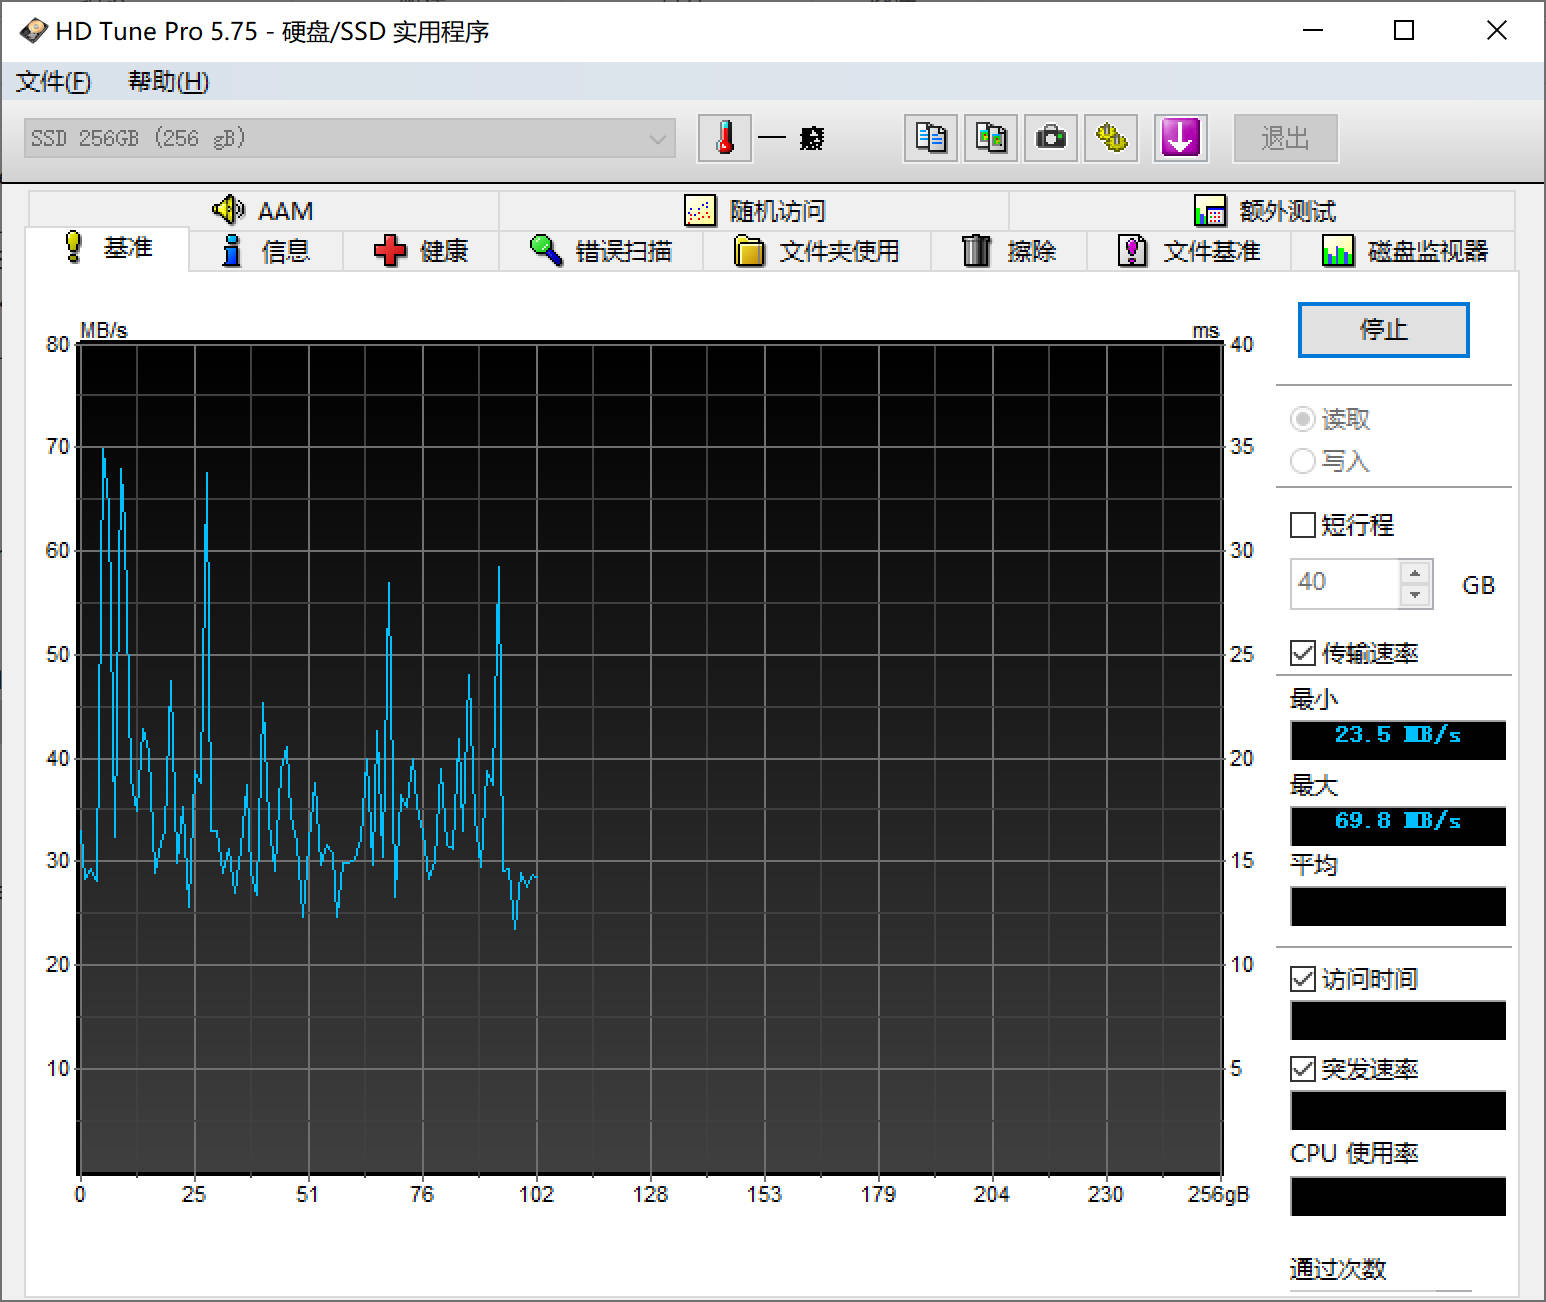 HD Tune Pro 5.75 - 硬盘/SSD 实用程序
文件(F) 帮助(H)
SSD 256GB (256 gB)
退出
AAM 随机访问 额外测试
基准 信息 健康 错误扫描 文件夹使用 擦除 文件基准 磁盘监视器
MB/s ms
80 40
70 35
60 30
50 25
40 20
30 15
20 10
10 5
0 25 51 76 102 128 153 179 204 230 256gB
停止
读取
写入
短行程
40 GB
传输速率
最小
23.5 MB/s
最大
69.8 MB/s
平均
访问时间
突发速率
CPU 使用率
通过次数